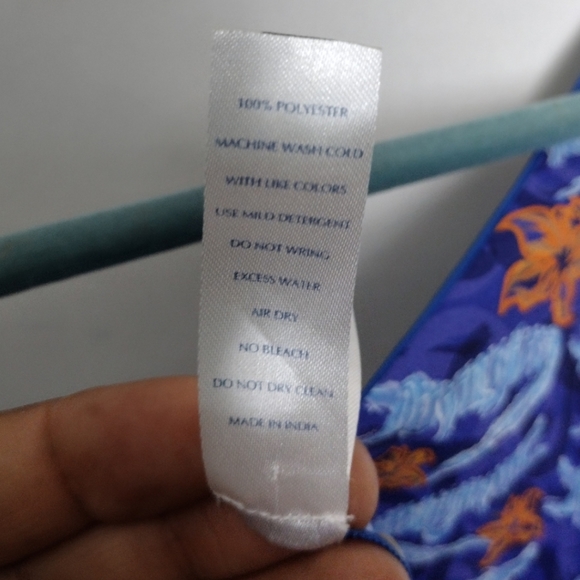 100% POLYESTER
MACHINE WASH COLD
WITH LIKE COLORS
USE MILD DETERGENT
DO NOT WRING
EXCESS WATER
AIR DRY
NO BLEACH
DO NOT DRY CLEAN
MADE IN INDIA